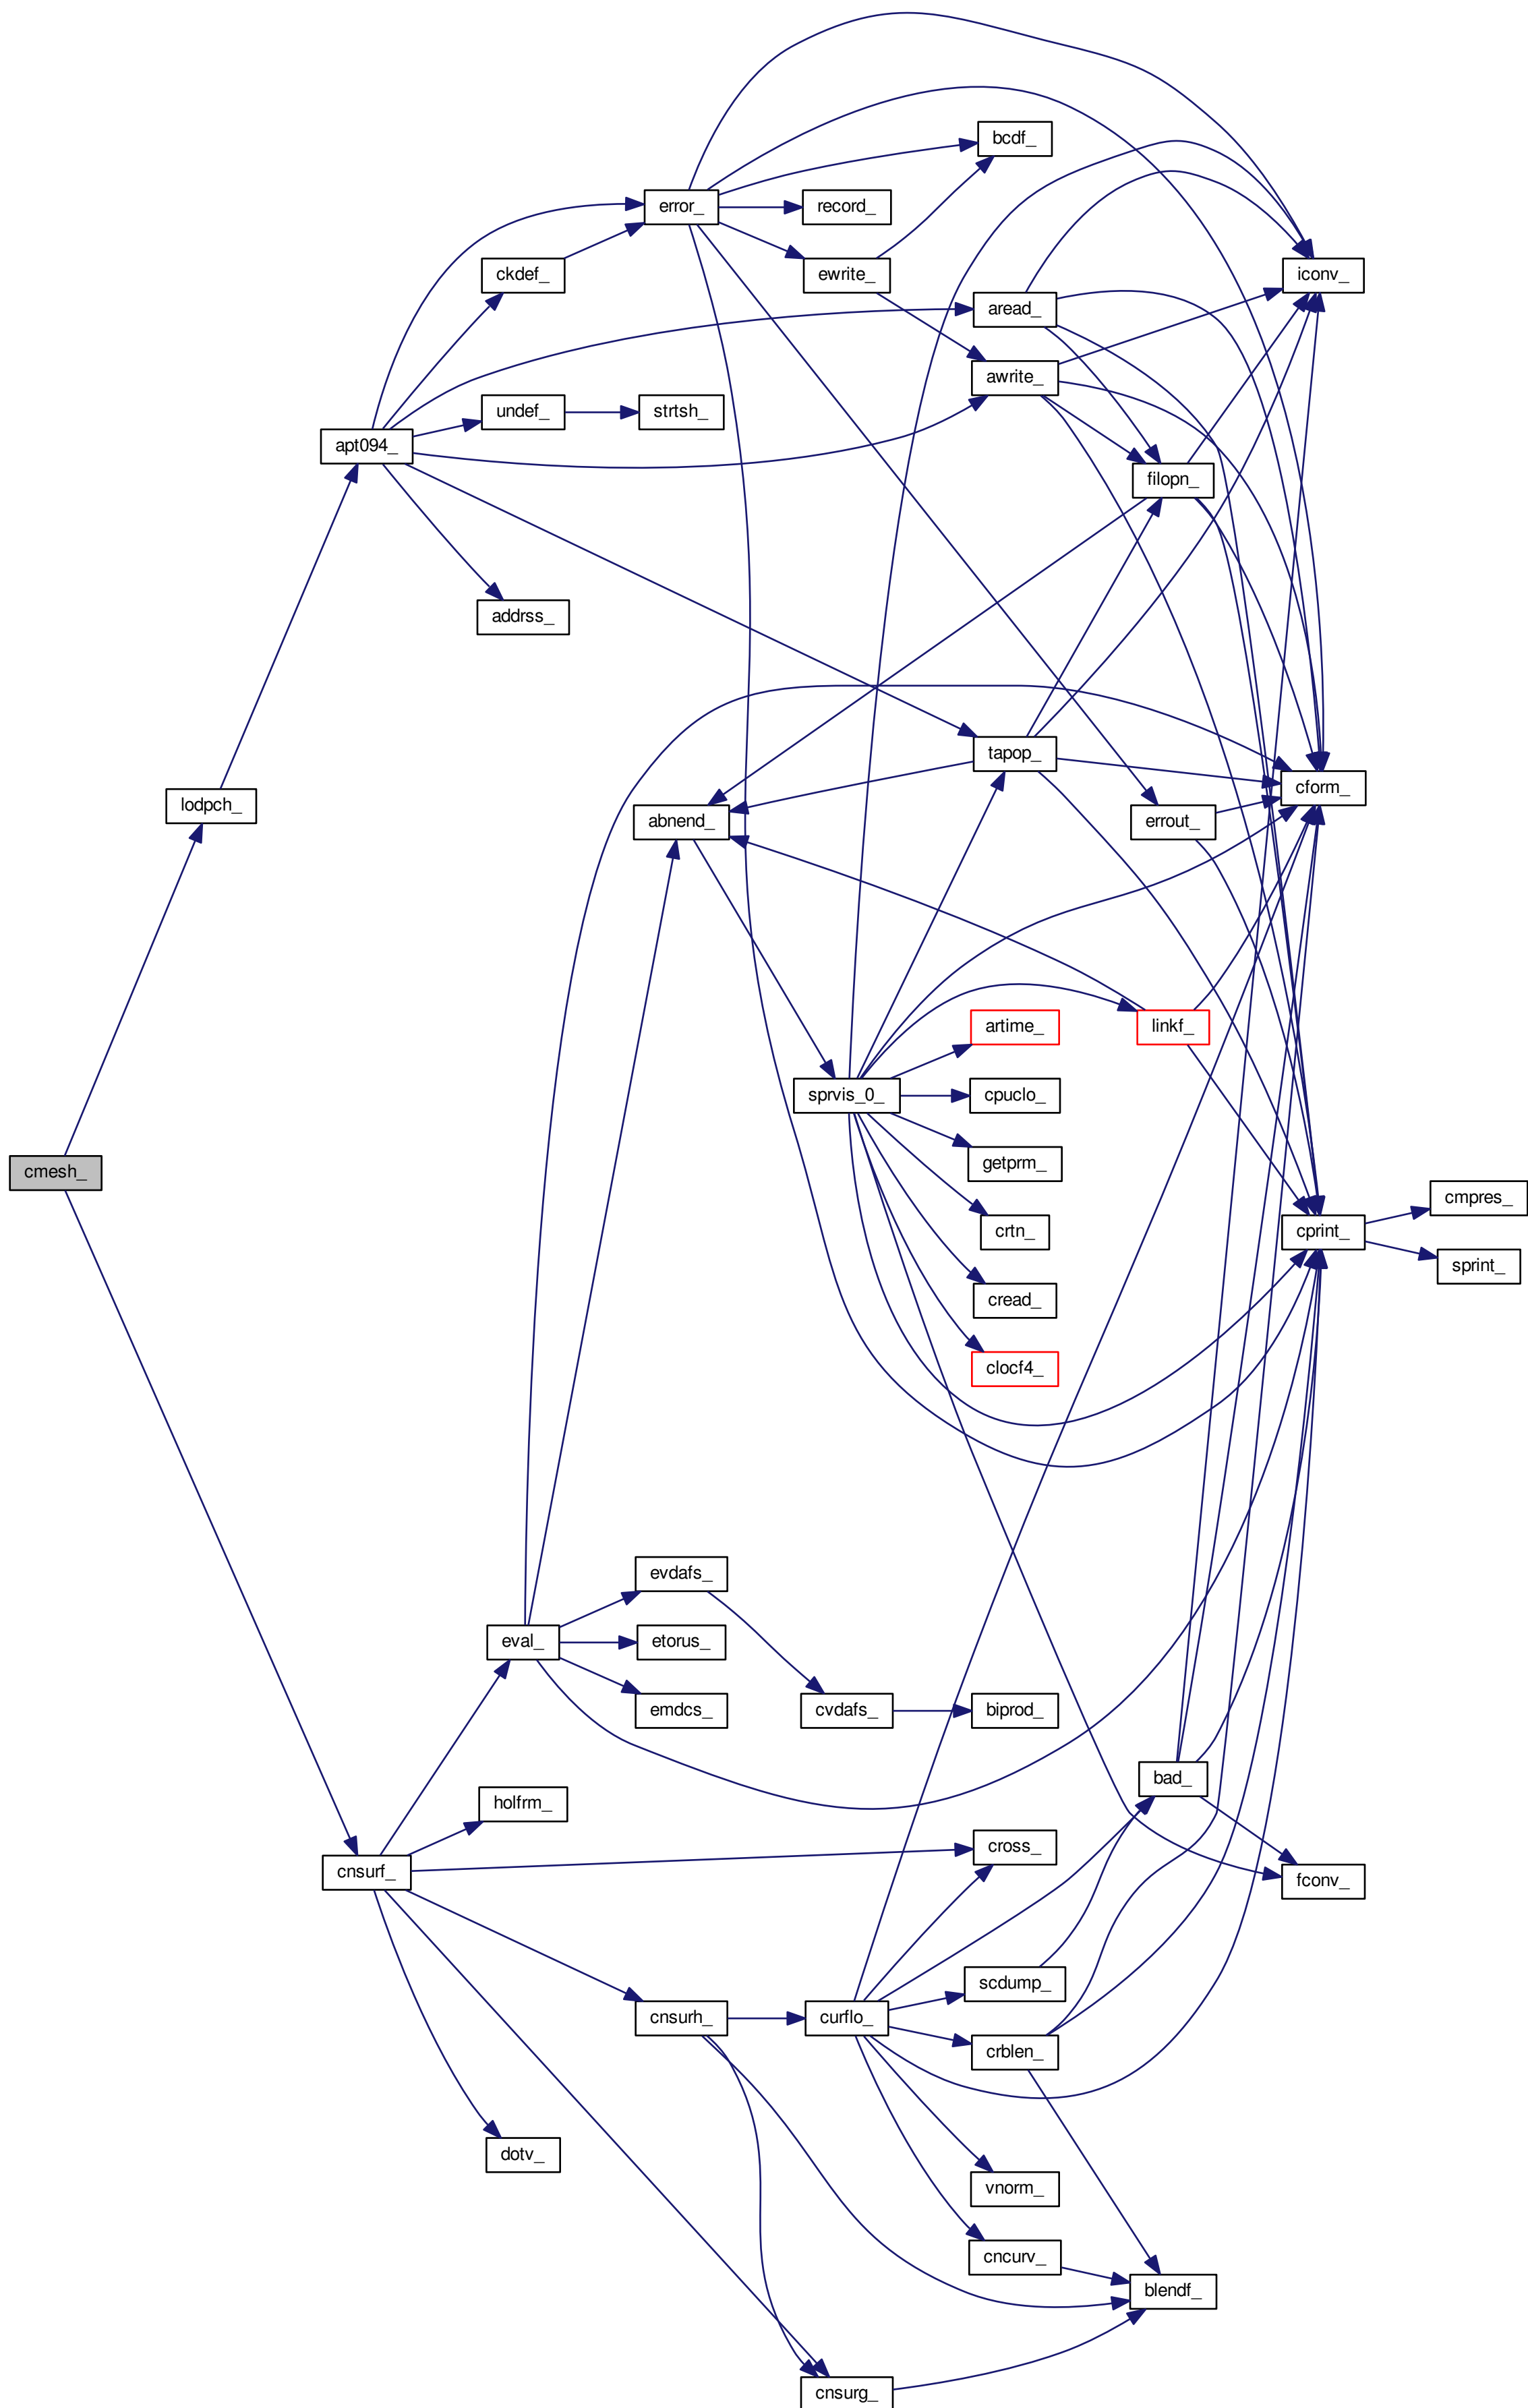 bcdf_
error_
record_
ckdef_
ewrite_
iconv_
aread_
awrite_
undef_
strtsh_
apt094_
filopn_
addrss_
tapop_
cform_
lodpch_
abnend_
errout_
artime_
linkf_
sprvis_0_
cpuclo_
getprm_
cmesh_
cmpres_
crtn_
cprint_
sprint_
cread_
clocf4_
evdafs_
eval_
etorus_
emdcs_
cvdafs_
biprod_
bad_
holfrm_
cross_
cnsurf_
fconv_
scdump_
cnsurh_
curflo_
crblen_
dotv_
vnorm_
cncurv_
blendf_
cnsurg_